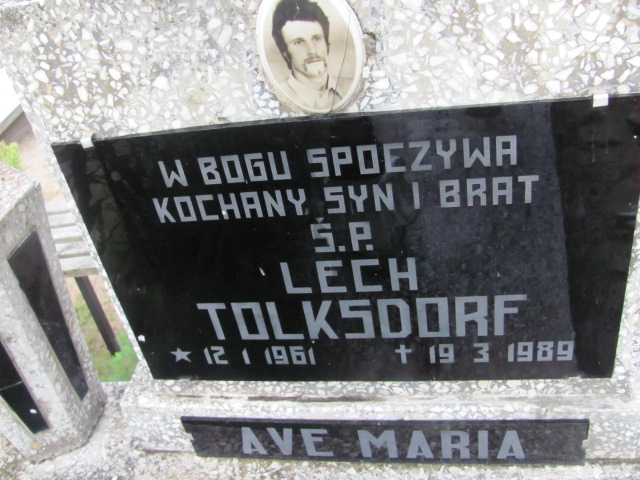 W BOGU SPOCZYWA
KOCHANY SYN I BRAT
Ś.P.
LECH
TOLKSDORF
★ 12 1 1961 ✝ 19 3 1989
AVE MARIA